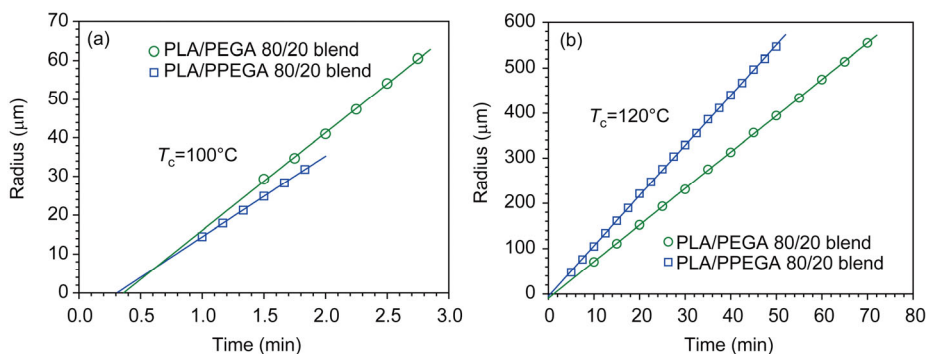 (a)
PLA/PEGA 80/20 blend
PLA/PPEGA 80/20 blend
Tc=100°C
Radius (μm)
70
60
50
40
30
20
10
0
0.0 0.5 1.0 1.5 2.0 2.5 3.0
Time (min)
(b)
Tc=120°C
PLA/PEGA 80/20 blend
PLA/PPEGA 80/20 blend
Radius (μm)
600
500
400
300
200
100
0
0 10 20 30 40 50 60 70 80
Time (min)